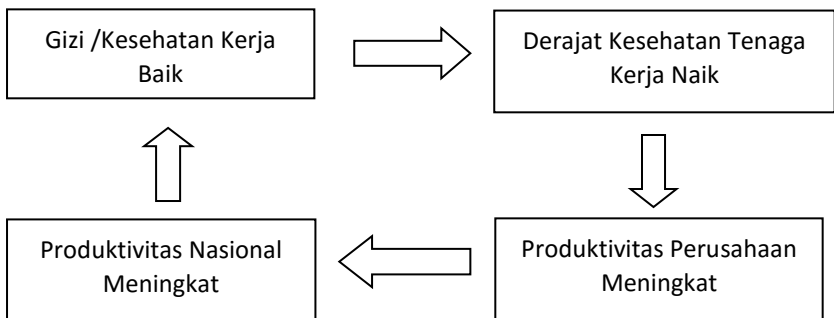 Gizi /Kesehatan Kerja
Baik
Derajat Kesehatan Tenaga
Kerja Naik
Produktivitas Nasional
Meningkat
Produktivitas Perusahaan
Meningkat